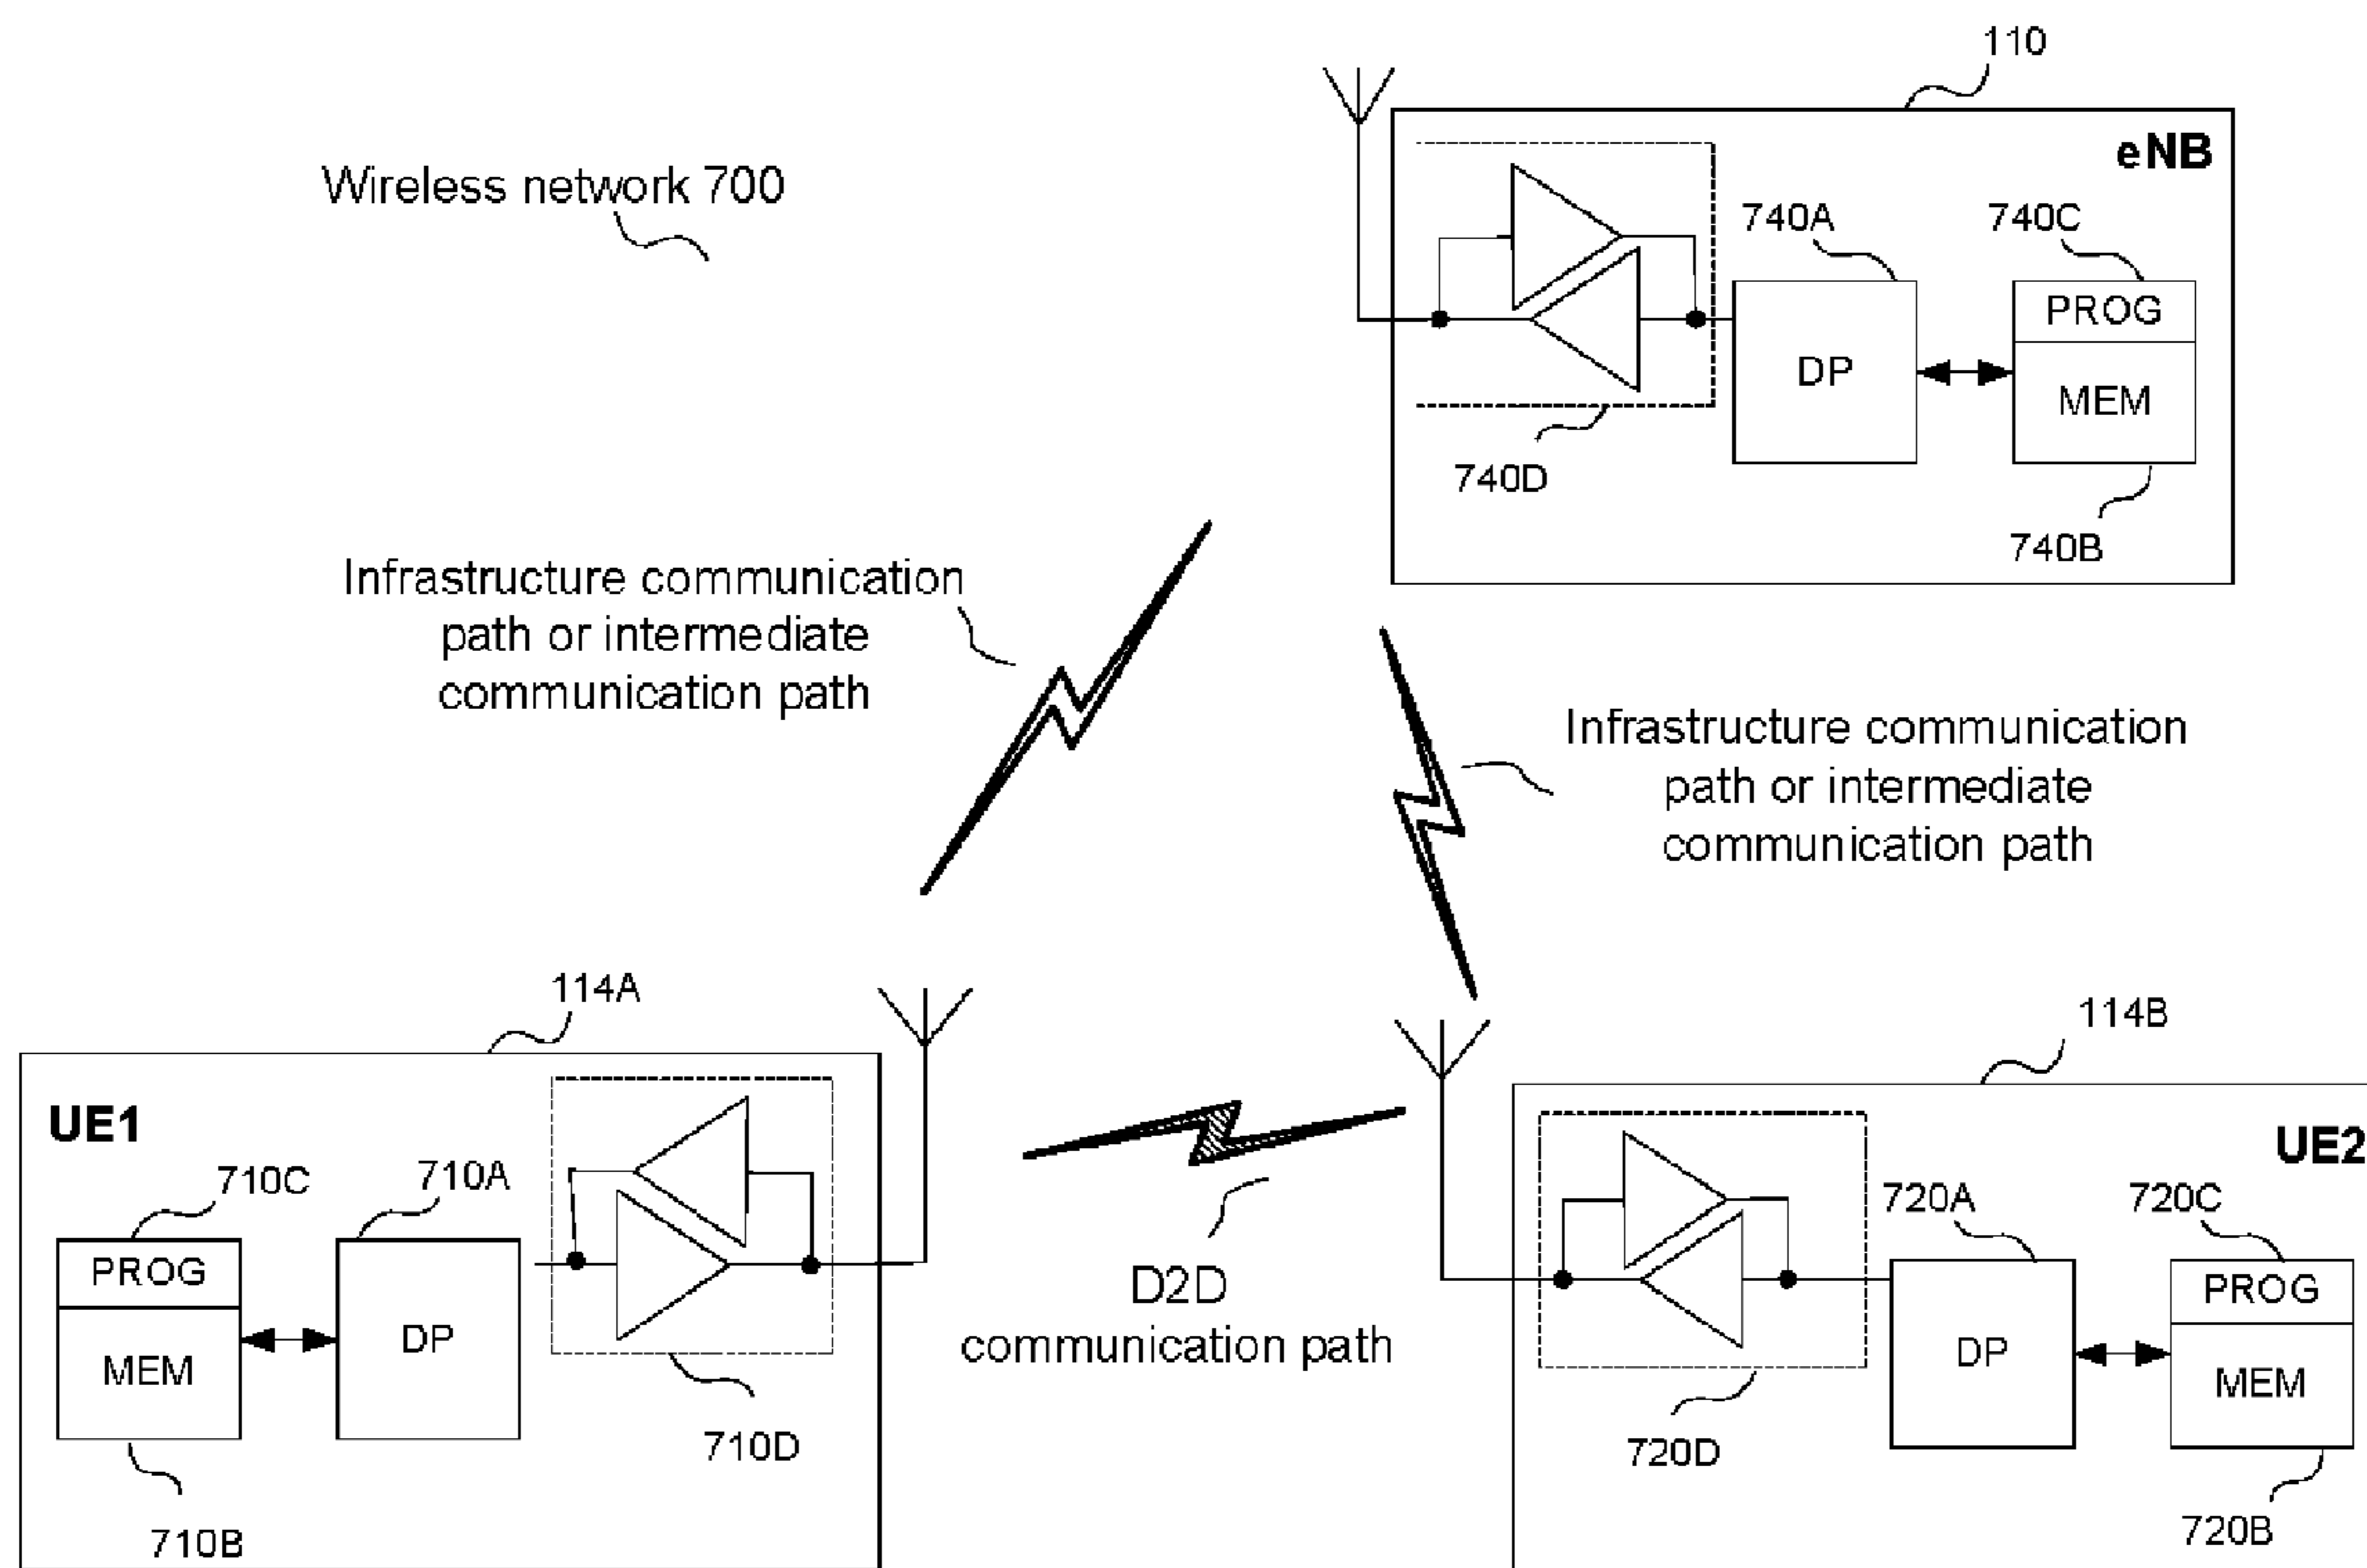 110
eNB
Wireless network 700
740A
740C
PROG
DP
MEM
740D
740B
Infrastructure communication
path or intermediate
communication path
Infrastructure communication
path or intermediate
communication path
114A
114B
UE1
UE2
710C
710A
720A
720C
PROG
DP
MEM
D2D
communication path
PROG
DP
MEM
710D
720D
710B
720B